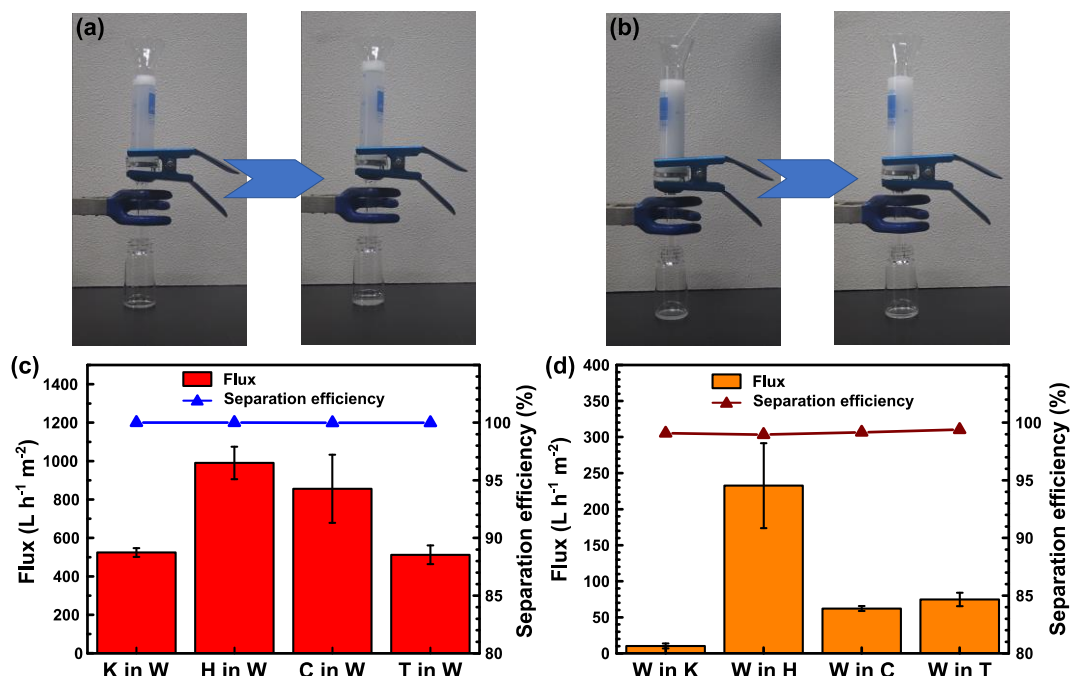 (a)
(b)
(c)
Flux
Separation efficiency
Flux (L h⁻¹ m⁻²)
1400
1200
1000
800
600
400
200
0
Separation efficiency (%)
100
95
90
85
80
K in W H in W C in W T in W
(d)
Flux
Separation efficiency
Flux (L h⁻¹ m⁻²)
400
350
300
250
200
150
100
50
0
Separation efficiency (%)
100
95
90
85
80
W in K W in H W in C W in T